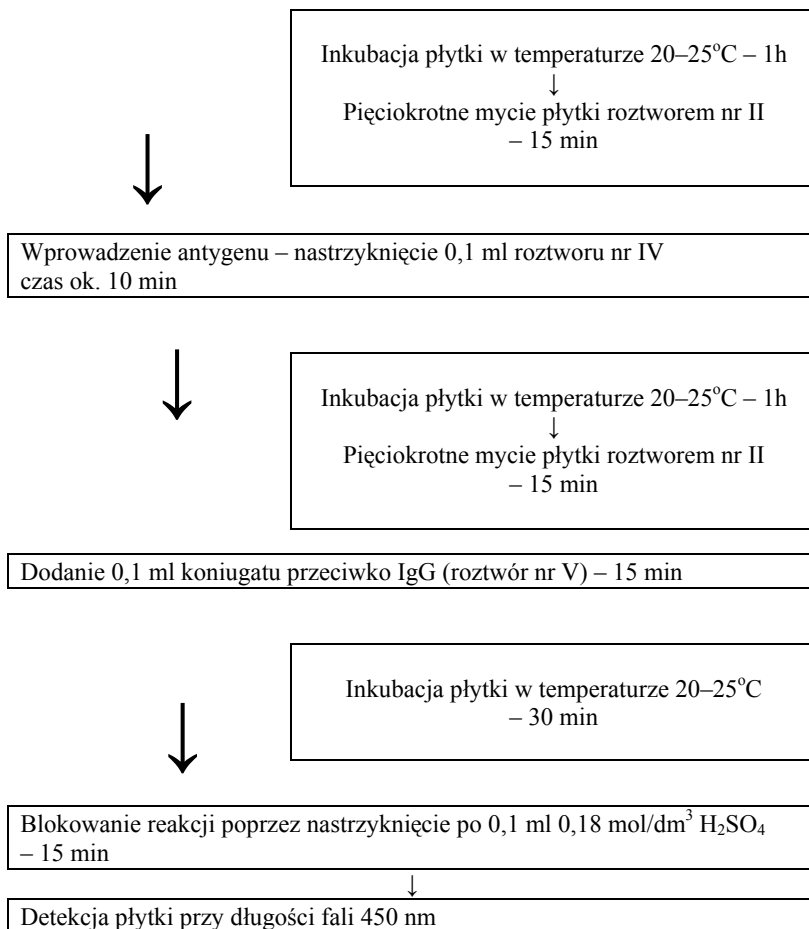 Inkubacja płytki w temperaturze 20–25°C – 1h
↓
Pięciokrotne mycie płytki roztworem nr II
– 15 min
Wprowadzenie antygenu – nastrzyknięcie 0,1 ml roztworu nr IV
czas ok. 10 min
Inkubacja płytki w temperaturze 20–25°C – 1h
↓
Pięciokrotne mycie płytki roztworem nr II
– 15 min
Dodanie 0,1 ml koniugatu przeciwko IgG (roztwór nr V) – 15 min
Inkubacja płytki w temperaturze 20–25°C
– 30 min
Blokowanie reakcji poprzez nastrzyknięcie po 0,1 ml 0,18 mol/dm³ H₂SO₄
– 15 min
↓
Detekcja płytki przy długości fali 450 nm